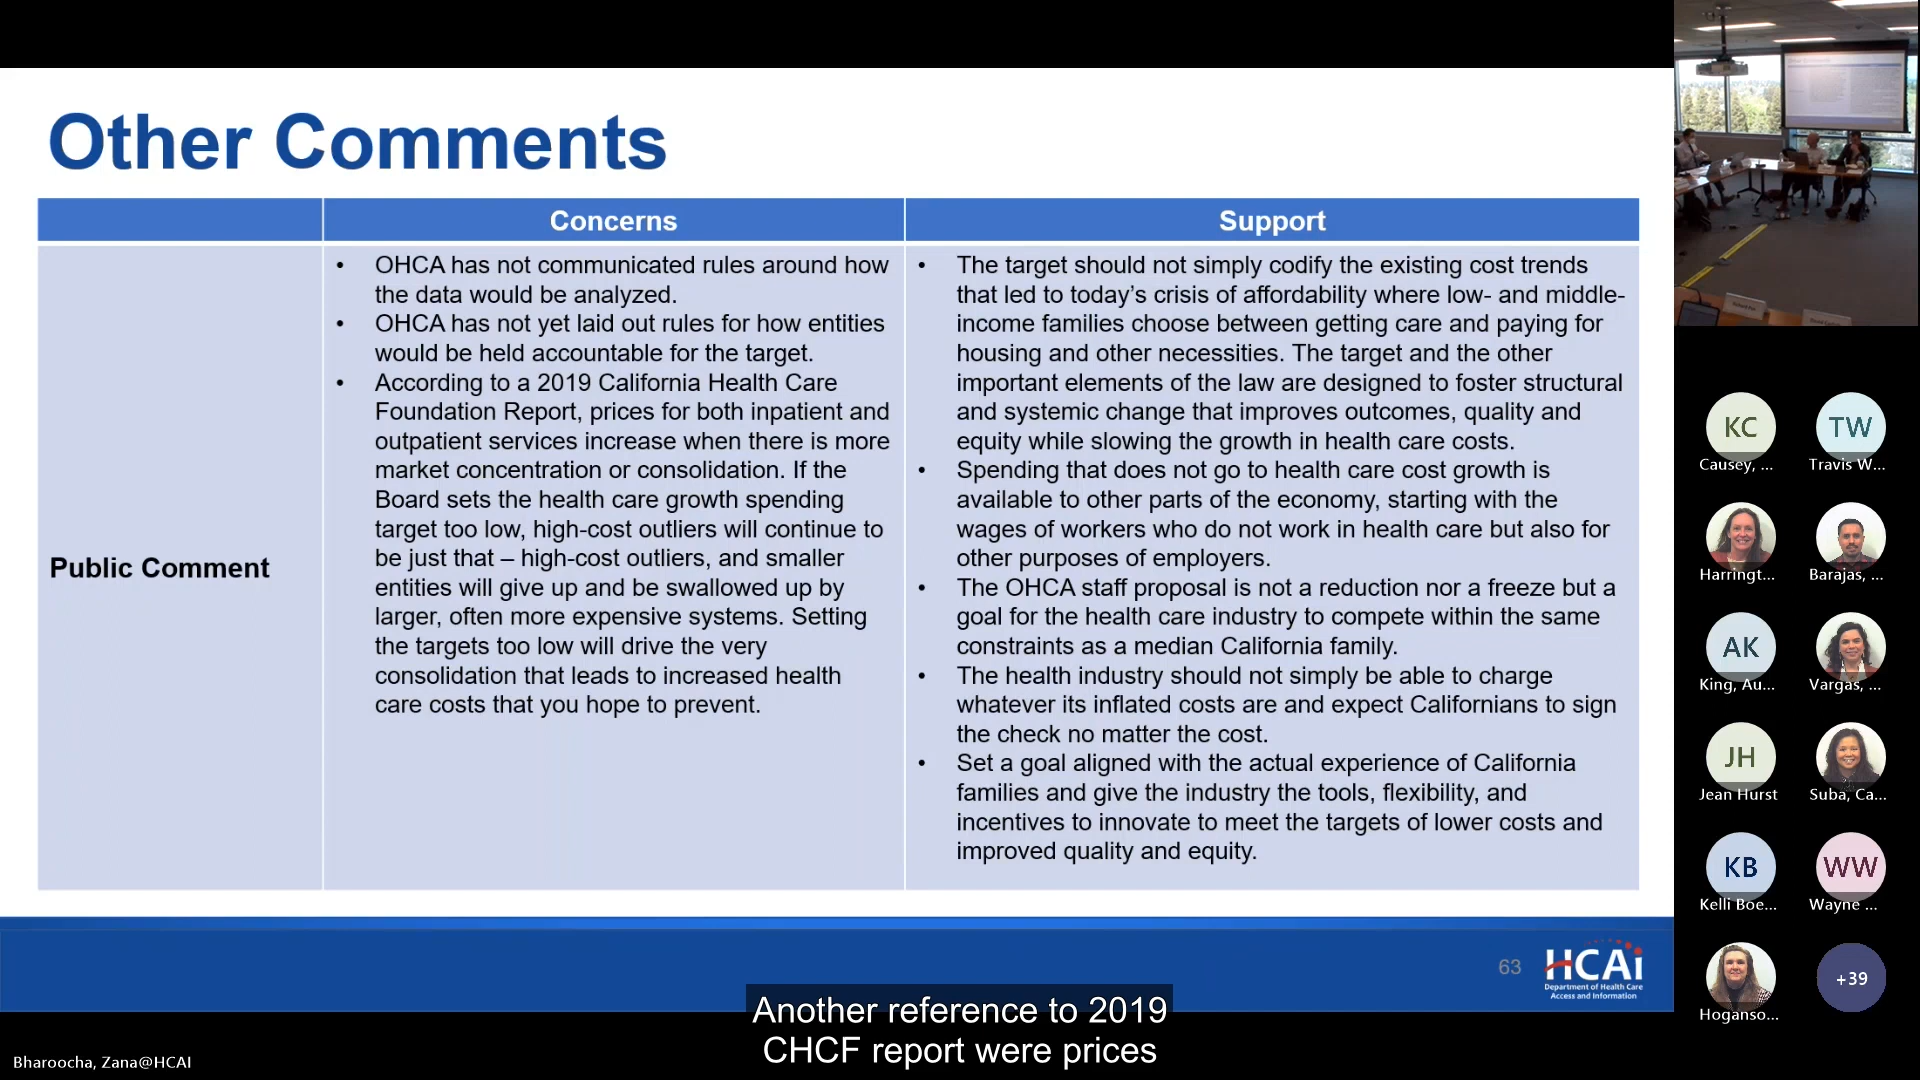 Other Comments
Concerns
Support
Public Comment
• OHCA has not communicated rules around how
the data would be analyzed.
• OHCA has not yet laid out rules for how entities
would be held accountable for the target.
• According to a 2019 California Health Care
Foundation Report, prices for both inpatient and
outpatient services increase when there is more
market concentration or consolidation. If the
Board sets the health care growth spending
target too low, high-cost outliers will continue to
be just that – high-cost outliers, and smaller
entities will give up and be swallowed up by
larger, often more expensive systems. Setting
the targets too low will drive the very
consolidation that leads to increased health
care costs that you hope to prevent.
• The target should not simply codify the existing cost trends
that led to today’s crisis of affordability where low- and middle-
income families choose between getting care and paying for
housing and other necessities. The target and the other
important elements of the law are designed to foster structural
and systemic change that improves outcomes, quality and
equity while slowing the growth in health care costs.
• Spending that does not go to health care cost growth is
available to other parts of the economy, starting with the
wages of workers who do not work in health care but also for
other purposes of employers.
• The OHCA staff proposal is not a reduction nor a freeze but a
goal for the health care industry to compete within the same
constraints as a median California family.
• The health industry should not simply be able to charge
whatever its inflated costs are and expect Californians to sign
the check no matter the cost.
• Set a goal aligned with the actual experience of California
families and give the industry the tools, flexibility, and
incentives to innovate to meet the targets of lower costs and
improved quality and equity.
63
HCAi
Department of Health Care
Access and Information
Another reference to 2019
CHCF report were prices
Bharoocha, Zana@HCAI
KC
Causey, ...
TW
Travis W...
Harringt...
Barajas, ...
AK
King, Au...
Vargas, ...
JH
Jean Hurst
Suba, Ca...
KB
Kelli Boe...
WW
Wayne ...
Hoganso...
+39